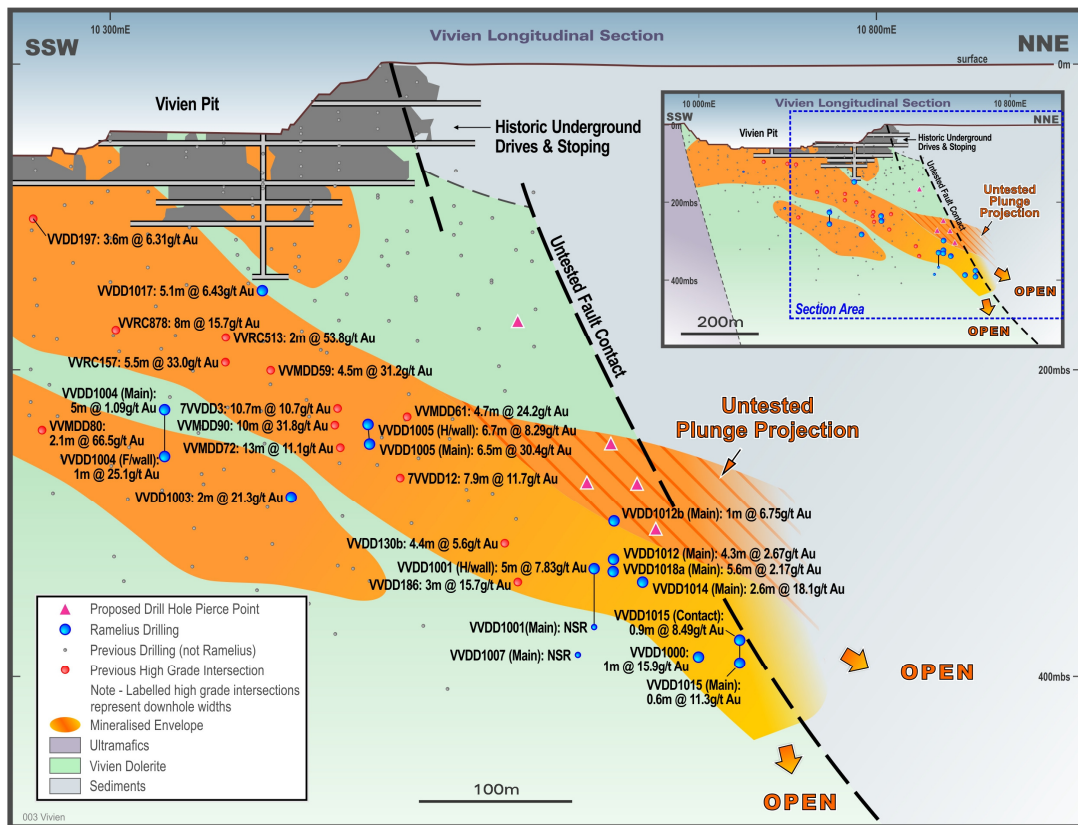 10 300mE
10 800mE
SSW
Vivien Longitudinal Section
NNE
surface
0m
Vivien Pit
Historic Underground
Drives & Stoping
10 000mE
Vivien Longitudinal Section
10 800mE
SSW
NNE
0m
Vivien Pit
Historic Underground
Drives & Stoping
Untested Fault Contact
Untested
Plunge
Projection
200mbs
400mbs
OPEN
OPEN
Section Area
200m
VVDD197: 3:6m @ 6.31g/t Au
VVDD1017: 5.1m @ 6.43g/t Au
VVRC878: 8m @ 15.7g/t Au
VVRC513: 2m @ 53.8g/t Au
VVRC157: 5.5m @ 33.0g/t Au
VVMDD59: 4.5m @ 31.2g/t Au
Untested Fault Contact
200mbs
VVDD1004 (Main):
5m @ 1.09g/t Au
7VVDD3: 10.7m @ 10.7g/t Au
VVMDD61: 4.7m @ 24.2g/t Au
VVMDD80:
2.1m @ 66.5g/t Au
VVMDD90: 10m @ 31.8g/t Au
VVDD1005 (H/wall): 6.7m @ 8.29g/t Au
VVDD1005 (Main): 6.5m @ 30.4g/t Au
VVMDD72: 13m @ 11.1g/t Au
VVDD1004 (F/wall):
1m @ 25.1g/t Au
7VVDD12: 7.9m @ 11.7g/t Au
VVDD1003: 2m @ 21.3g/t Au
Untested
Plunge Projection
VVDD1012b (Main): 1m @ 6.75g/t Au
VVDD130b: 4.4m @ 5.6g/t Au
VVDD1012 (Main): 4.3m @ 2.67g/t Au
VVDD1001 (H/wall): 5m @ 7.83g/t Au
VVDD1018a (Main): 5.6m @ 2.17g/t Au
VVDD186: 3m @ 15.7g/t Au
VVDD1014 (Main): 2.6m @ 18.1g/t Au
VVDD1015 (Contact):
0.9m @ 8.49g/t Au
VVDD1001(Main): NSR
VVDD1007 (Main): NSR
VVDD1000:
1m @ 15.9g/t Au
VVDD1015 (Main):
0.6m @ 11.3g/t Au
OPEN
400mbs
OPEN
Proposed Drill Hole Pierce Point
Ramelius Drilling
Previous Drilling (not Ramelius)
Previous High Grade Intersection
Note - Labelled high grade intersections
represent downhole widths
Mineralised Envelope
Ultramafics
Vivien Dolerite
Sediments
100m
003 Vivien